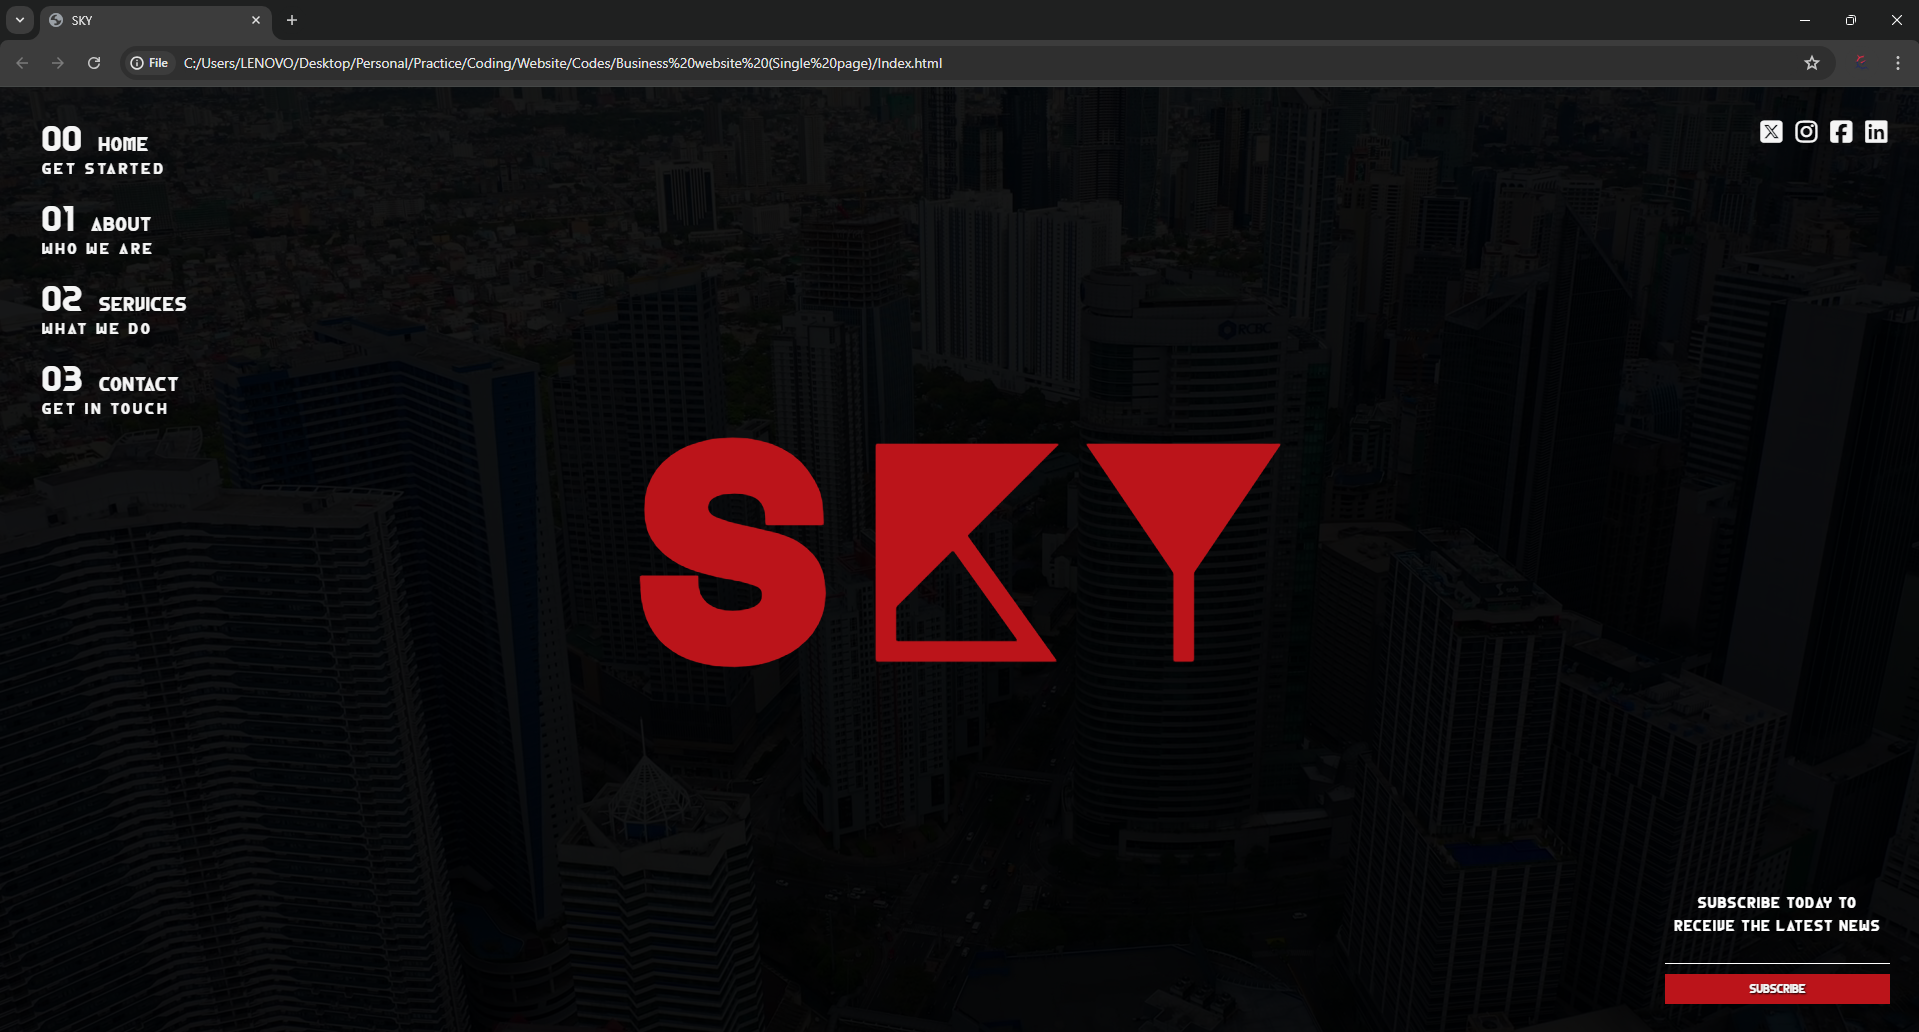 SKY
File
C:/Users/LENOVO/Desktop/Personal/Practice/Coding/Website/Codes/Business%20website%20(Single%20page)/Index.html
00 HOME
GET STARTED
01 ABOUT
WHO WE ARE
02 SERVICES
WHAT WE DO
03 CONTACT
GET IN TOUCH
RCBC
SKY
SUBSCRIBE TODAY TO
RECEIVE THE LATEST NEWS
SUBSCRIBE